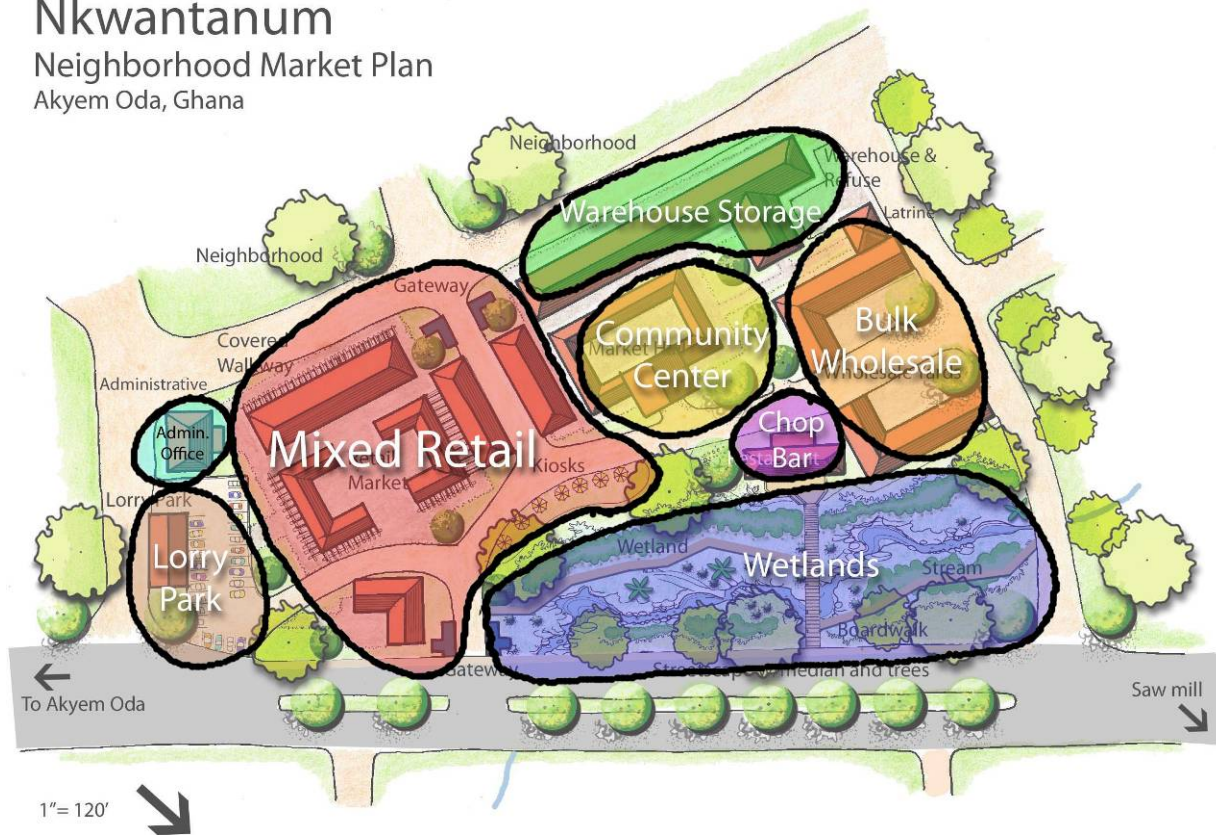 Nkwantanum
Neighborhood Market Plan
Akyem Oda, Ghana
Neighborhood
Warehouse &
Refuse
Warehouse Storage
Latrine
Neighborhood
Gateway
Covered
Walkway
Community
Center
Bulk
Wholesale
Administrative
Admin.
Office
Mixed Retail
Market
Kiosks
Chop
Bar
Lorry Park
Lorry
Park
Wetland
Wetlands
Stream
Boardwalk
Gateway
median and trees
To Akyem Oda
Saw mill
1"= 120'